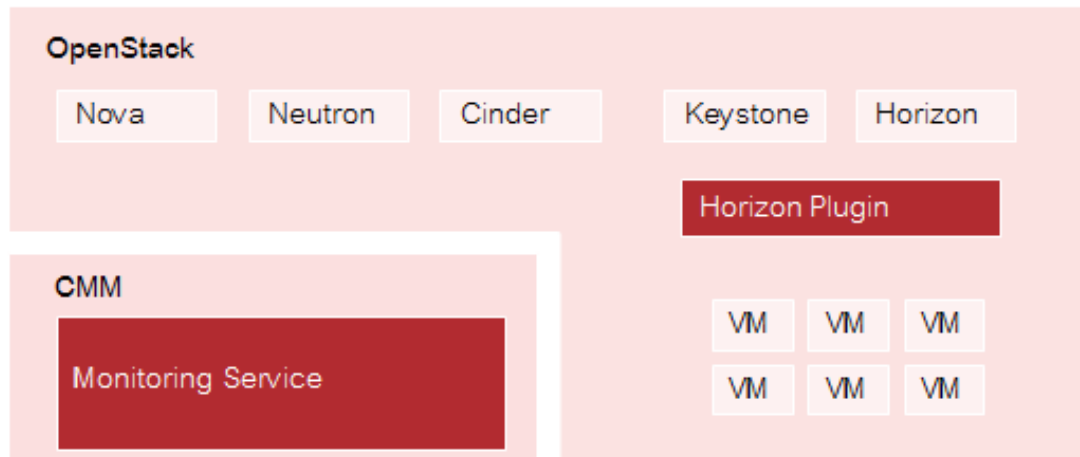 OpenStack
Nova Neutron Cinder Keystone Horizon
Horizon Plugin
CMM
Monitoring Service
VM VM VM
VM VM VM